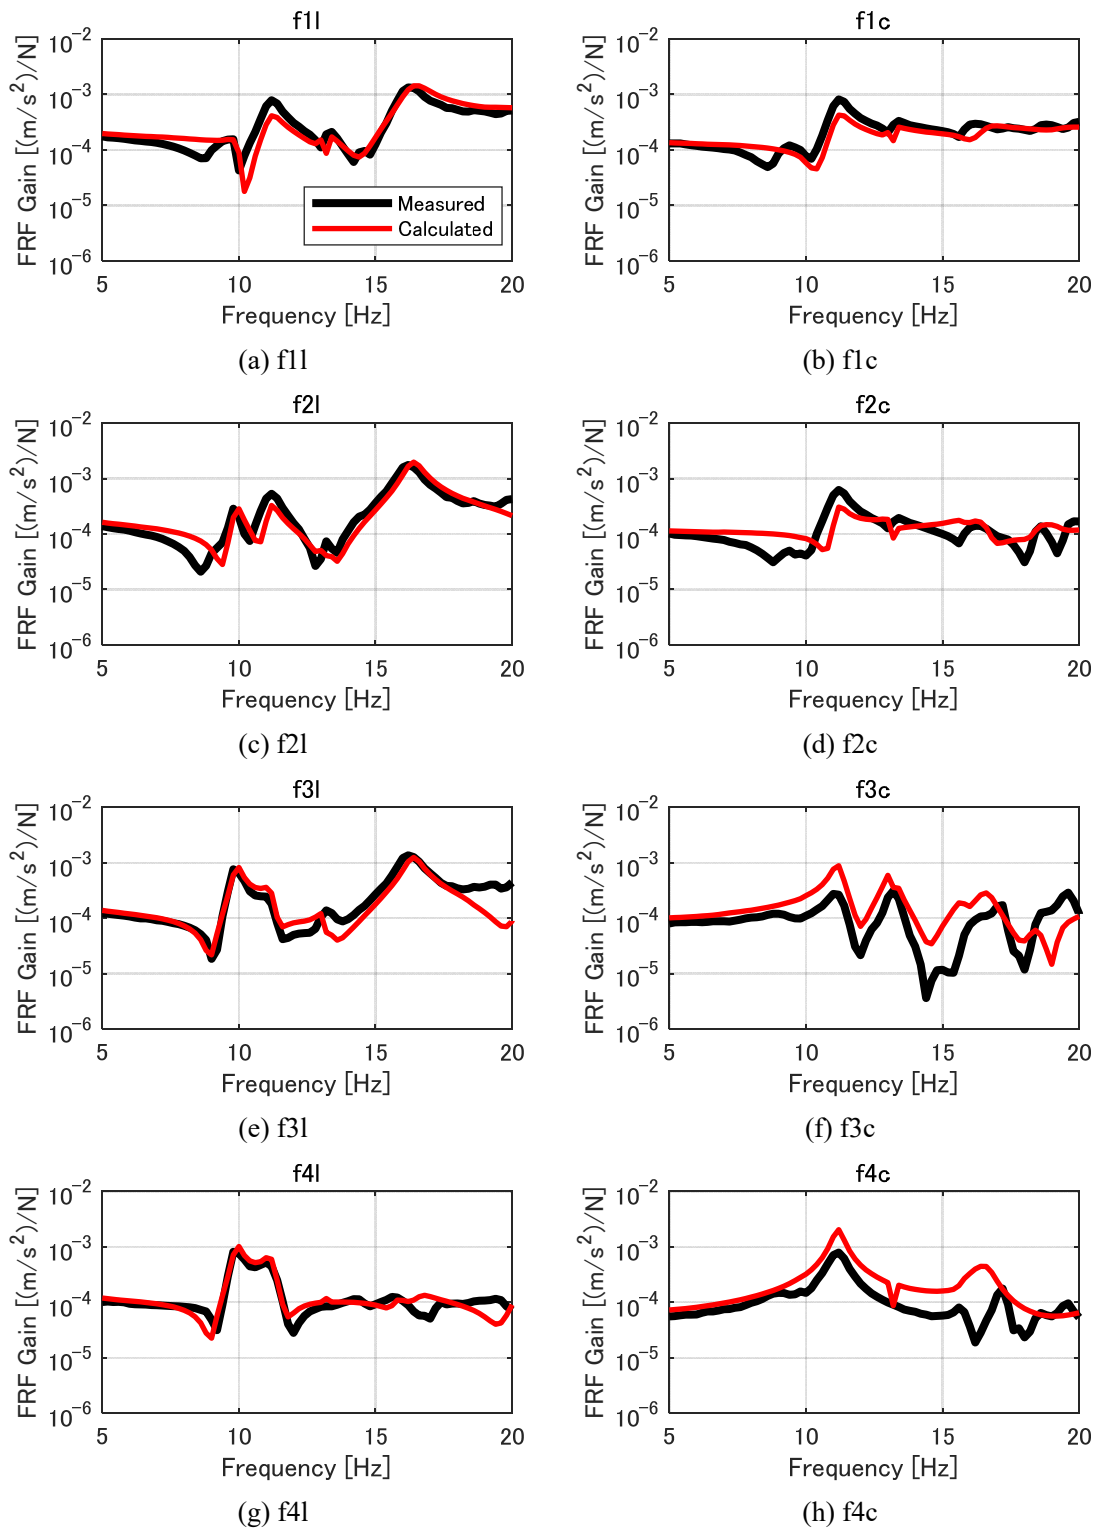 f1l
FRF Gain [(m/s²)/N]
10⁻²
10⁻³
10⁻⁴
10⁻⁵
10⁻⁶
Measured
Calculated
5 10 15 20
Frequency [Hz]
(a) f1l
f1c
FRF Gain [(m/s²)/N]
10⁻²
10⁻³
10⁻⁴
10⁻⁵
10⁻⁶
5 10 15 20
Frequency [Hz]
(b) f1c
f2l
FRF Gain [(m/s²)/N]
10⁻²
10⁻³
10⁻⁴
10⁻⁵
10⁻⁶
5 10 15 20
Frequency [Hz]
(c) f2l
f2c
FRF Gain [(m/s²)/N]
10⁻²
10⁻³
10⁻⁴
10⁻⁵
10⁻⁶
5 10 15 20
Frequency [Hz]
(d) f2c
f3l
FRF Gain [(m/s²)/N]
10⁻²
10⁻³
10⁻⁴
10⁻⁵
10⁻⁶
5 10 15 20
Frequency [Hz]
(e) f3l
f3c
FRF Gain [(m/s²)/N]
10⁻²
10⁻³
10⁻⁴
10⁻⁵
10⁻⁶
5 10 15 20
Frequency [Hz]
(f) f3c
f4l
FRF Gain [(m/s²)/N]
10⁻²
10⁻³
10⁻⁴
10⁻⁵
10⁻⁶
5 10 15 20
Frequency [Hz]
(g) f4l
f4c
FRF Gain [(m/s²)/N]
10⁻²
10⁻³
10⁻⁴
10⁻⁵
10⁻⁶
5 10 15 20
Frequency [Hz]
(h) f4c